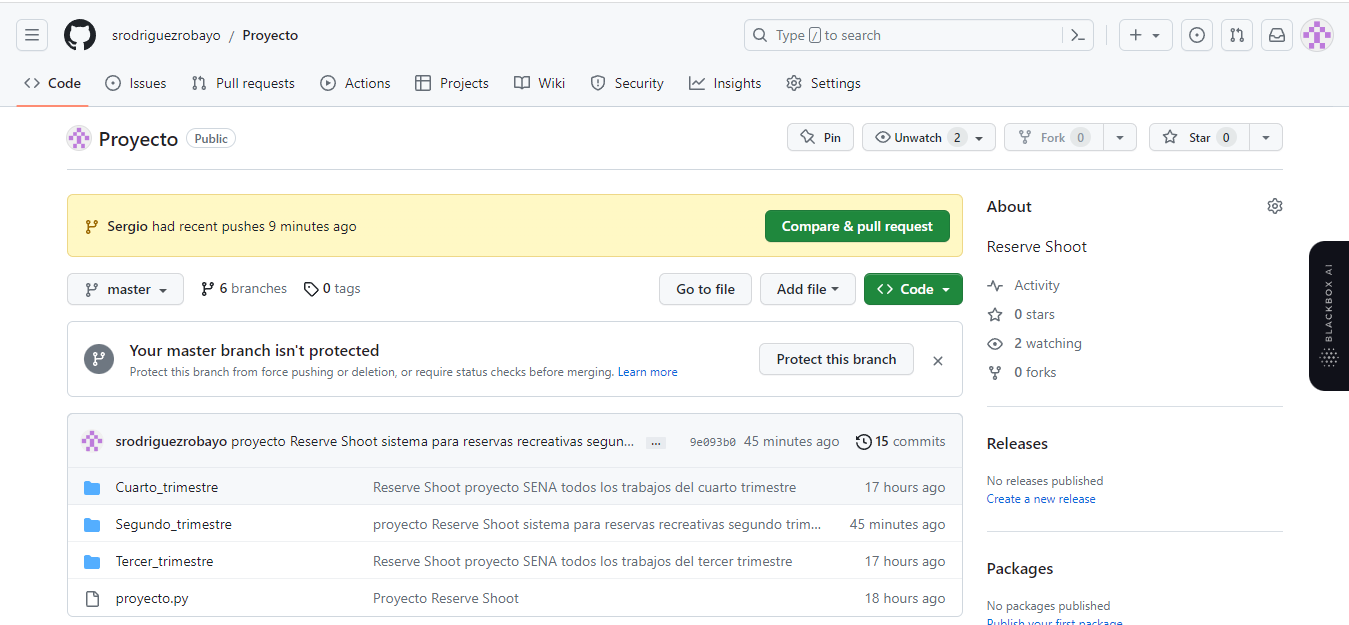 srodriguezrobayo / Proyecto
Type / to search
Code Issues Pull requests Actions Projects Wiki Security Insights Settings
Proyecto Public Pin Unwatch 2 Fork 0 Star 0
Sergio had recent pushes 9 minutes ago Compare & pull request
master 6 branches 0 tags Go to file Add file Code
Your master branch isn't protected
Protect this branch from force pushing or deletion, or require status checks before merging. Learn more
Protect this branch
srodriguezrobayo proyecto Reserve Shoot sistema para reservas recreativas segun... ... 9e093b0 45 minutes ago 15 commits
Cuarto_trimestre Reserve Shoot proyecto SENA todos los trabajos del cuarto trimestre 17 hours ago
Segundo_trimestre proyecto Reserve Shoot sistema para reservas recreativas segundo trim... 45 minutes ago
Tercer_trimestre Reserve Shoot proyecto SENA todos los trabajos del tercer trimestre 17 hours ago
proyecto.py Proyecto Reserve Shoot 18 hours ago
About
Reserve Shoot
Activity
0 stars
2 watching
0 forks
Releases
No releases published
Create a new release
Packages
No packages published
Publish your first package
BLACKBOX AI